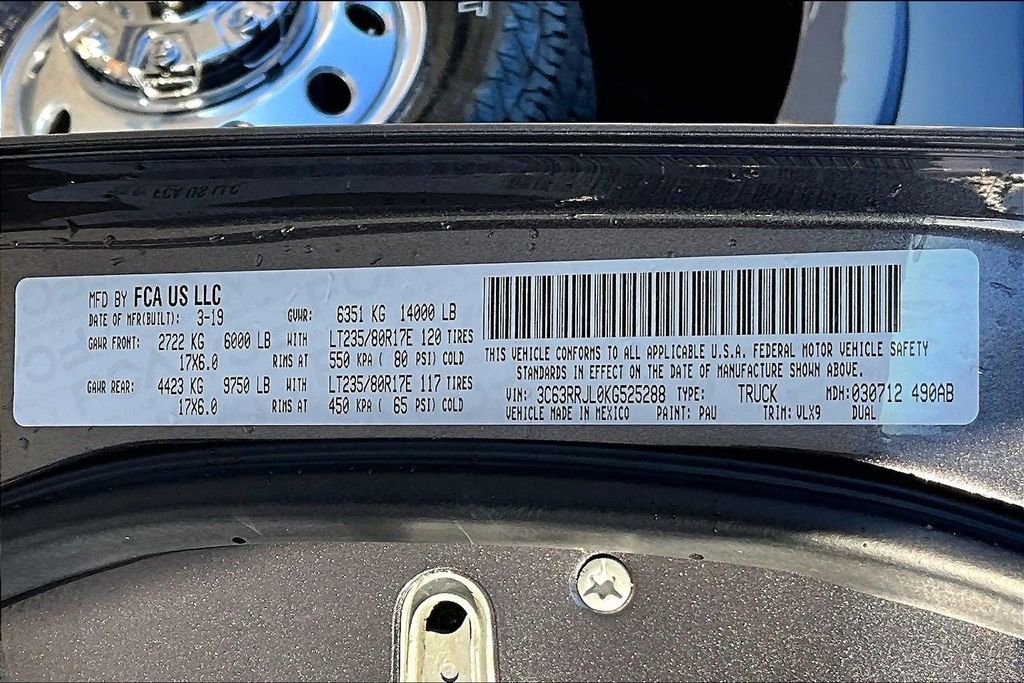 MFD BY FCA US LLC
DATE OF MFR(BUILT): 3-19 GVWR: 6351 KG 14000 LB
GAWR FRONT: 2722 KG 6000 LB WITH LT235/80R17E 120 TIRES
17X6.0 RIMS AT 550 KPA ( 80 PSI) COLD
GAWR REAR: 4423 KG 9750 LB WITH LT235/80R17E 117 TIRES
17X6.0 RIMS AT 450 KPA ( 65 PSI) COLD
THIS VEHICLE CONFORMS TO ALL APPLICABLE U.S.A. FEDERAL MOTOR VEHICLE SAFETY
STANDARDS IN EFFECT ON THE DATE OF MANUFACTURE SHOWN ABOVE.
VIN: 3C63RRJL0KG525288 TYPE: TRUCK MDH:030712 490AB
VEHICLE MADE IN MEXICO PAINT: PAU TRIM: VLX9 DUAL